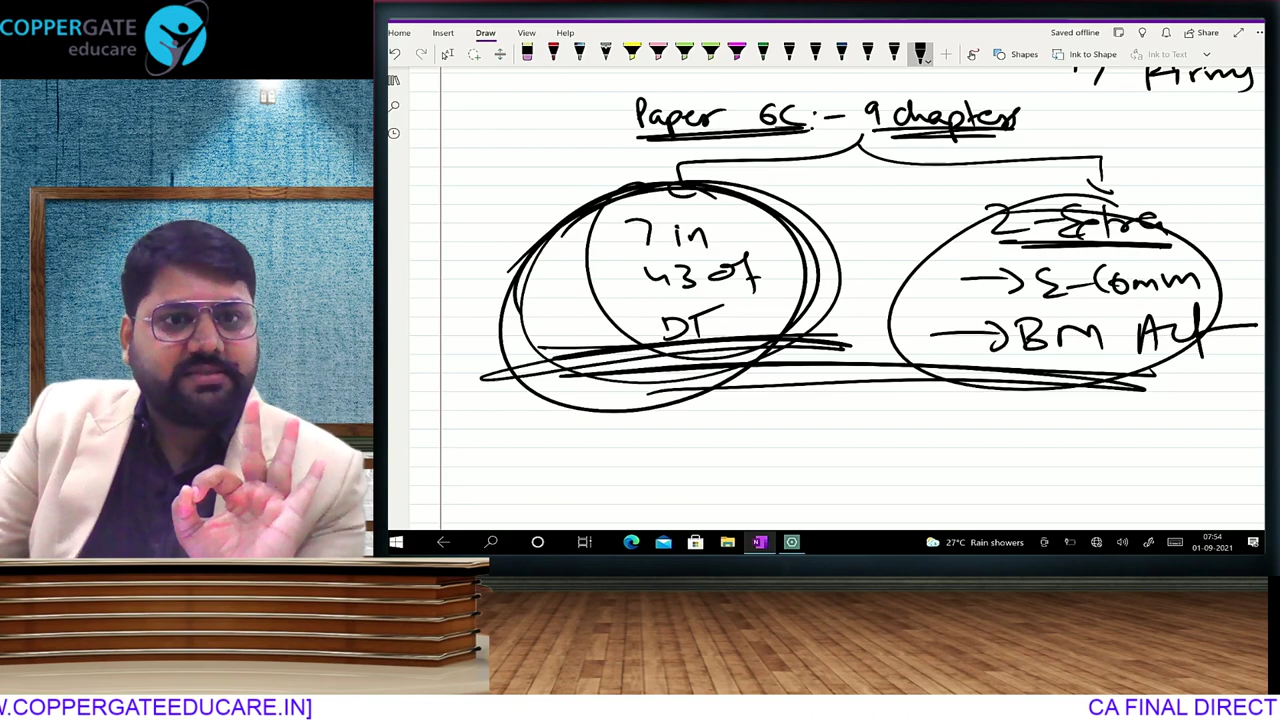 COPPERGATE
educare
Home Insert Draw View Help
Saved offline
Share
Shapes
Ink to Shape
Ink to Text
Paper 6C:- 9 chapters
7 in
43 of
DT
2-Extra
→ E-Comm
→ BM Act
27°C Rain showers
07:54
01-09-2021
W.COPPERGATEEDUCARE.IN]
CA FINAL DIRECT